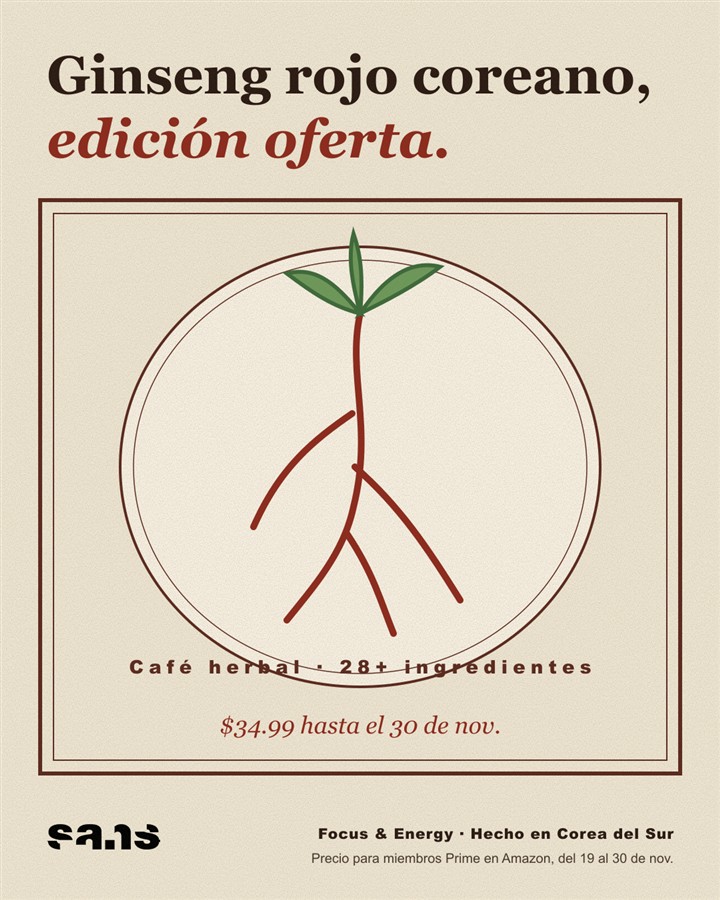 Ginseng rojo coreano,
edición oferta.
Café herbal · 28+ ingredientes
$34.99 hasta el 30 de nov.
sans
Focus & Energy · Hecho en Corea del Sur
Precio para miembros Prime en Amazon, del 19 al 30 de nov.